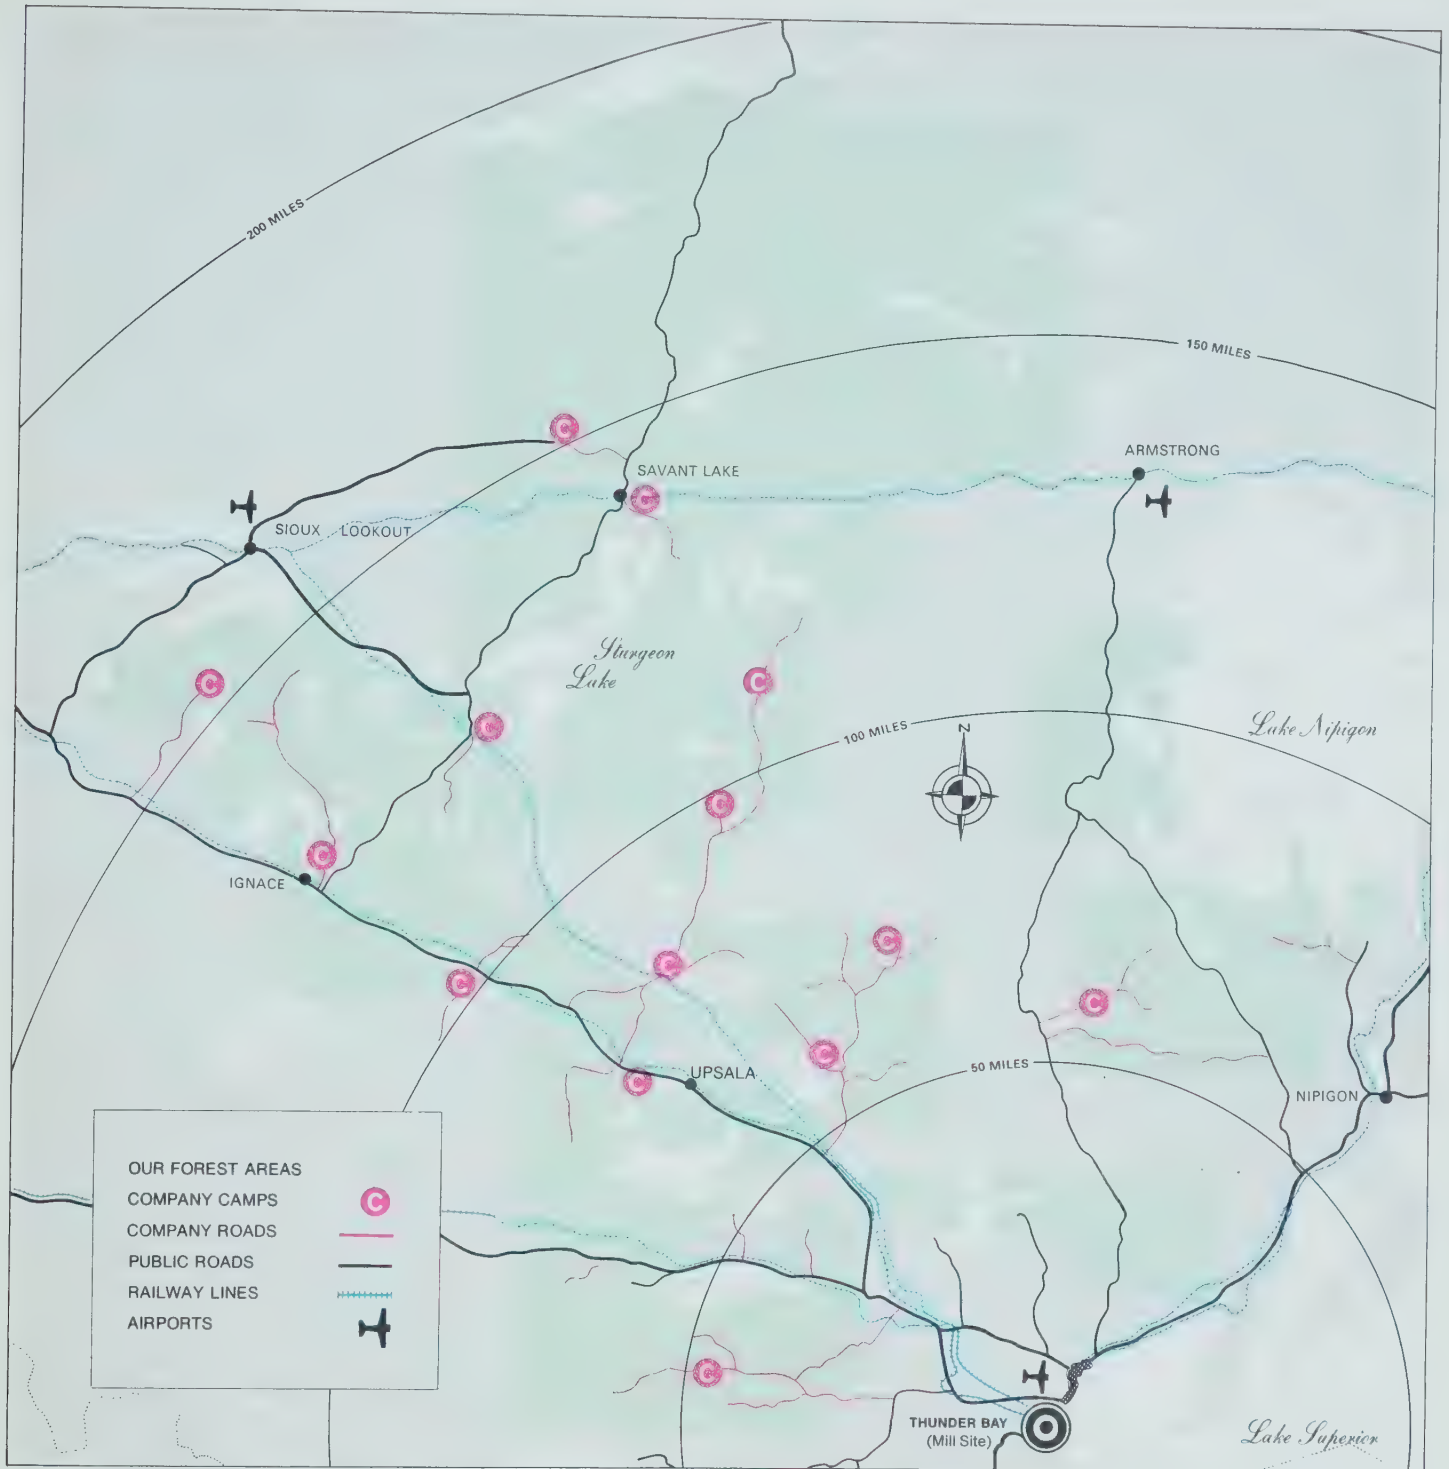 200 MILES
150 MILES
C
ARMSTRONG
SAVANT LAKE
C
SIOUX LOOKOUT
Sturgeon
Lake
C
C
C
100 MILES
N
Lake Nipigon
C
C
IGNACE
C
C
C
C
C
50 MILES
C
UPSALA
NIPIGON
OUR FOREST AREAS
COMPANY CAMPS C
COMPANY ROADS
PUBLIC ROADS
RAILWAY LINES
AIRPORTS
C
THUNDER BAY
(Mill Site)
Lake Superior